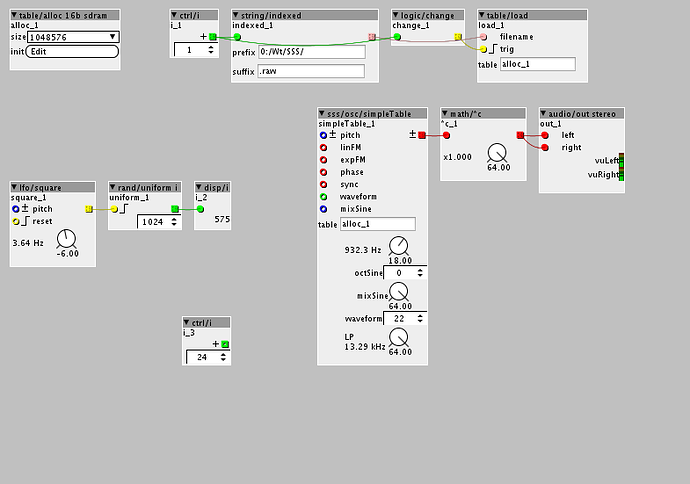 table/alloc 16b sdram
alloc_1
size 1048576
init Edit
ctrl/i
i_1
+
1
string/indexed
indexed_1
prefix 0:/Wt/SSS/
suffix .raw
logic/change
change_1
table/load
load_1
filename
trig
table alloc_1
sss/osc/simpleTable
simpleTable_1
± pitch ±
linFM
expFM
phase
sync
waveform
mixSine
table alloc_1
932.3 Hz
18.00
octSine 0
mixSine
64.00
waveform 22
LP
13.29 kHz
64.00
math/*c
*c_1
x1.000
64.00
audio/out stereo
out_1
left
right
vuLeft
vuRight
lfo/square
square_1
± pitch
reset
3.64 Hz
-6.00
rand/uniform i
uniform_1
1024
disp/i
i_2
575
ctrl/i
i_3
+
24